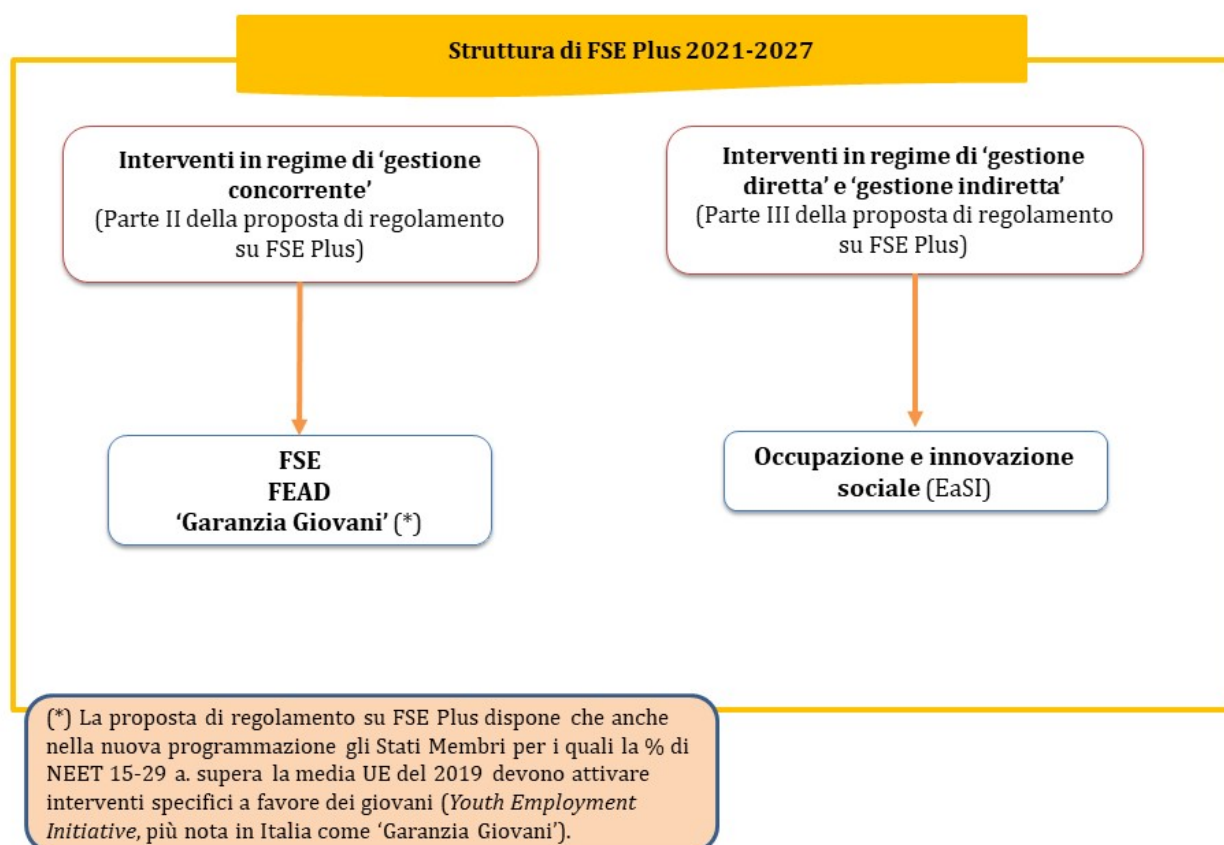 Struttura di FSE Plus 2021-2027
Interventi in regime di ‘gestione
concorrente’
(Parte II della proposta di regolamento
su FSE Plus)
Interventi in regime di ‘gestione
diretta’ e ‘gestione indiretta’
(Parte III della proposta di regolamento
su FSE Plus)
FSE
FEAD
‘Garanzia Giovani’ (*)
Occupazione e innovazione
sociale (EaSI)
(*) La proposta di regolamento su FSE Plus dispone che anche
nella nuova programmazione gli Stati Membri per i quali la % di
NEET 15-29 a. supera la media UE del 2019 devono attivare
interventi specifici a favore dei giovani (Youth Employment
Initiative, più nota in Italia come ‘Garanzia Giovani’).